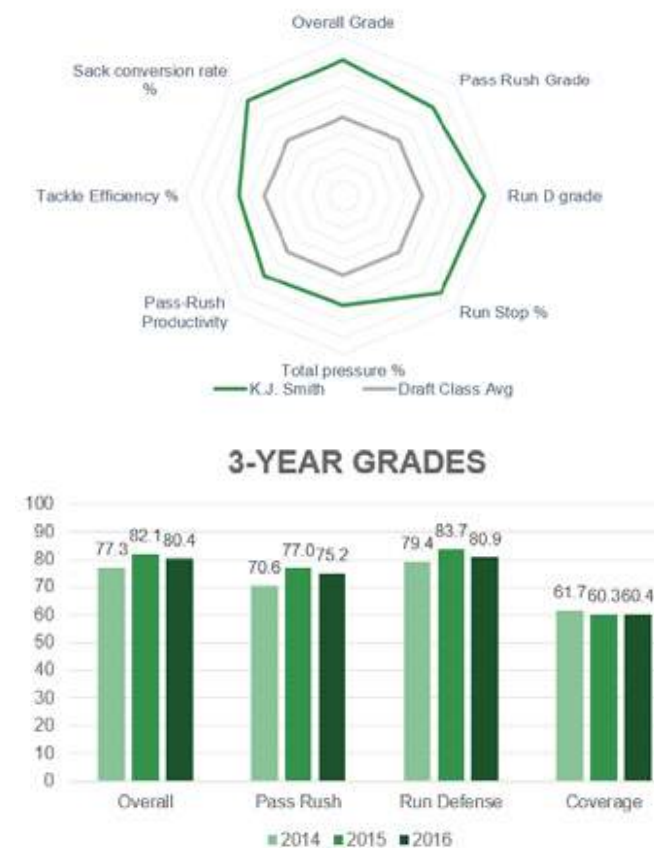 Overall Grade
Sack conversion rate
%
Pass Rush Grade
Tackle Efficiency %
Run D grade
Pass-Rush
Productivity
Run Stop %
Total pressure %
K.J. Smith
Draft Class Avg
3-YEAR GRADES
100
90
80
70
60
50
40
30
20
10
0
77.3
82.1
80.4
70.6
77.0
75.2
79.4
83.7
80.9
61.7
60.3
60.4
Overall
Pass Rush
Run Defense
Coverage
2014
2015
2016